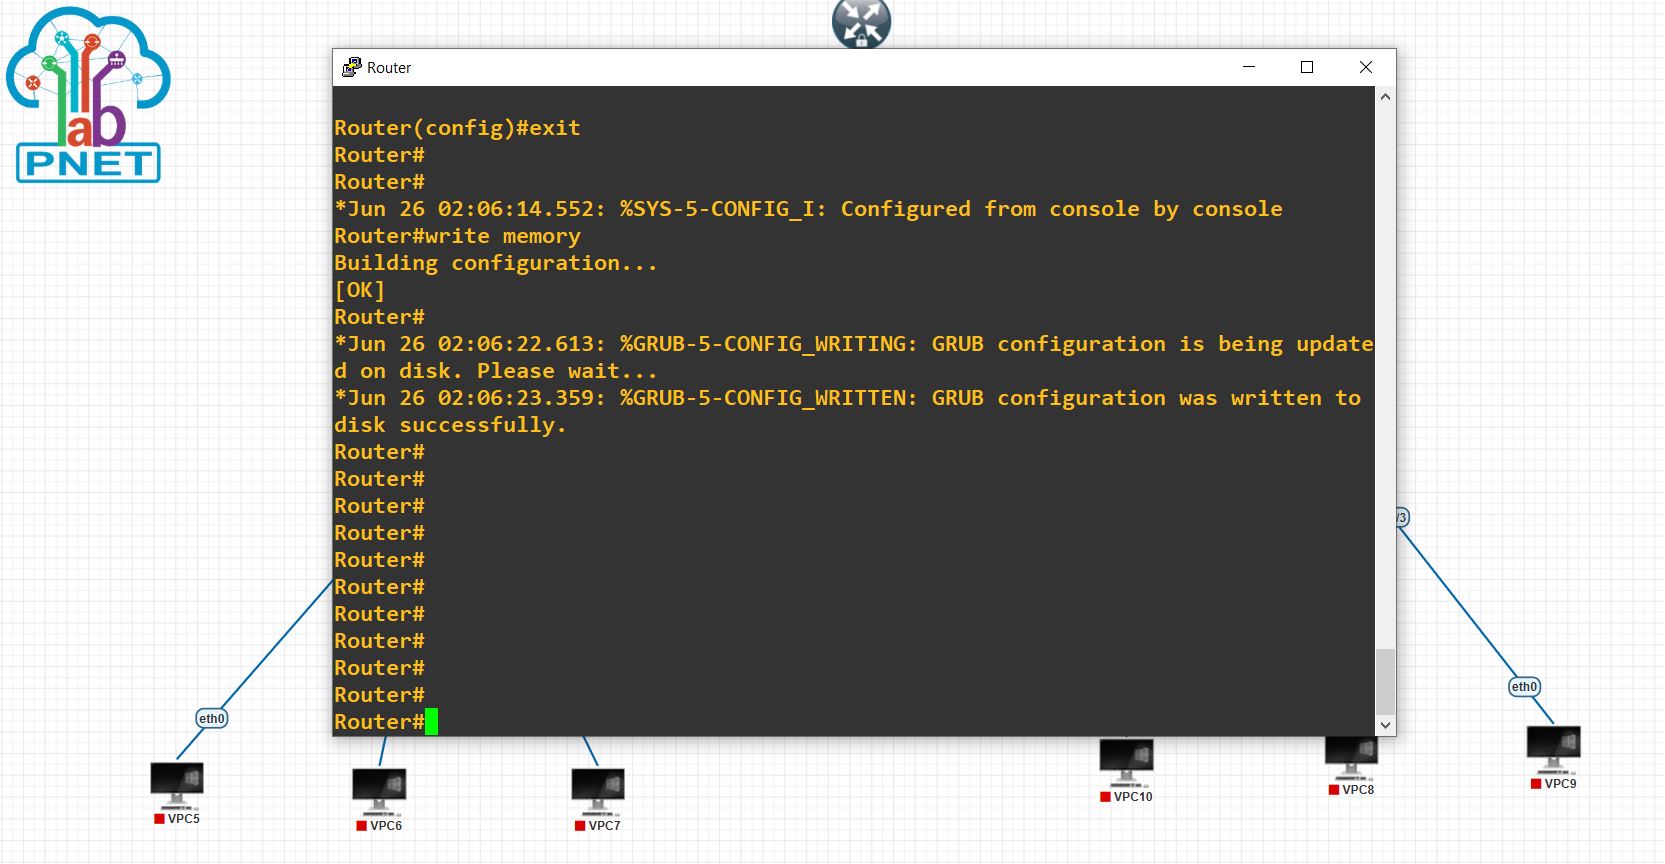 lab
PNET
Router
Router(config)#exit
Router#
Router#
*Jun 26 02:06:14.552: %SYS-5-CONFIG_I: Configured from console by console
Router#write memory
Building configuration...
[OK]
Router#
*Jun 26 02:06:22.613: %GRUB-5-CONFIG_WRITING: GRUB configuration is being update
d on disk. Please wait...
*Jun 26 02:06:23.359: %GRUB-5-CONFIG_WRITTEN: GRUB configuration was written to
disk successfully.
Router#
Router#
Router#
Router#
Router#
Router#
Router#
Router#
Router#
Router#
Router#
/3
eth0
eth0
VPC5
VPC6
VPC7
VPC10
VPC8
VPC9